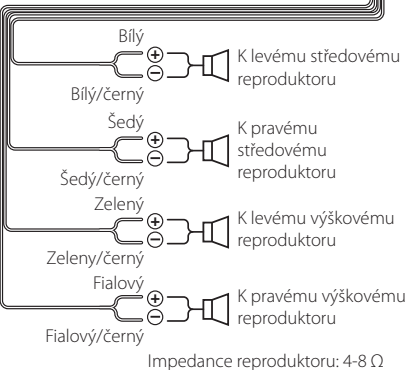 Bílý
K levému středovému
reproduktoru
Bílý/černý
Šedý
K pravému
středovému
reproduktoru
Šedý/černý
Zelený
K levému výškovému
reproduktoru
Zeleny/černý
Fialový
K pravému výškovému
reproduktoru
Fialový/černý
Impedance reproduktoru: 4-8 Ω